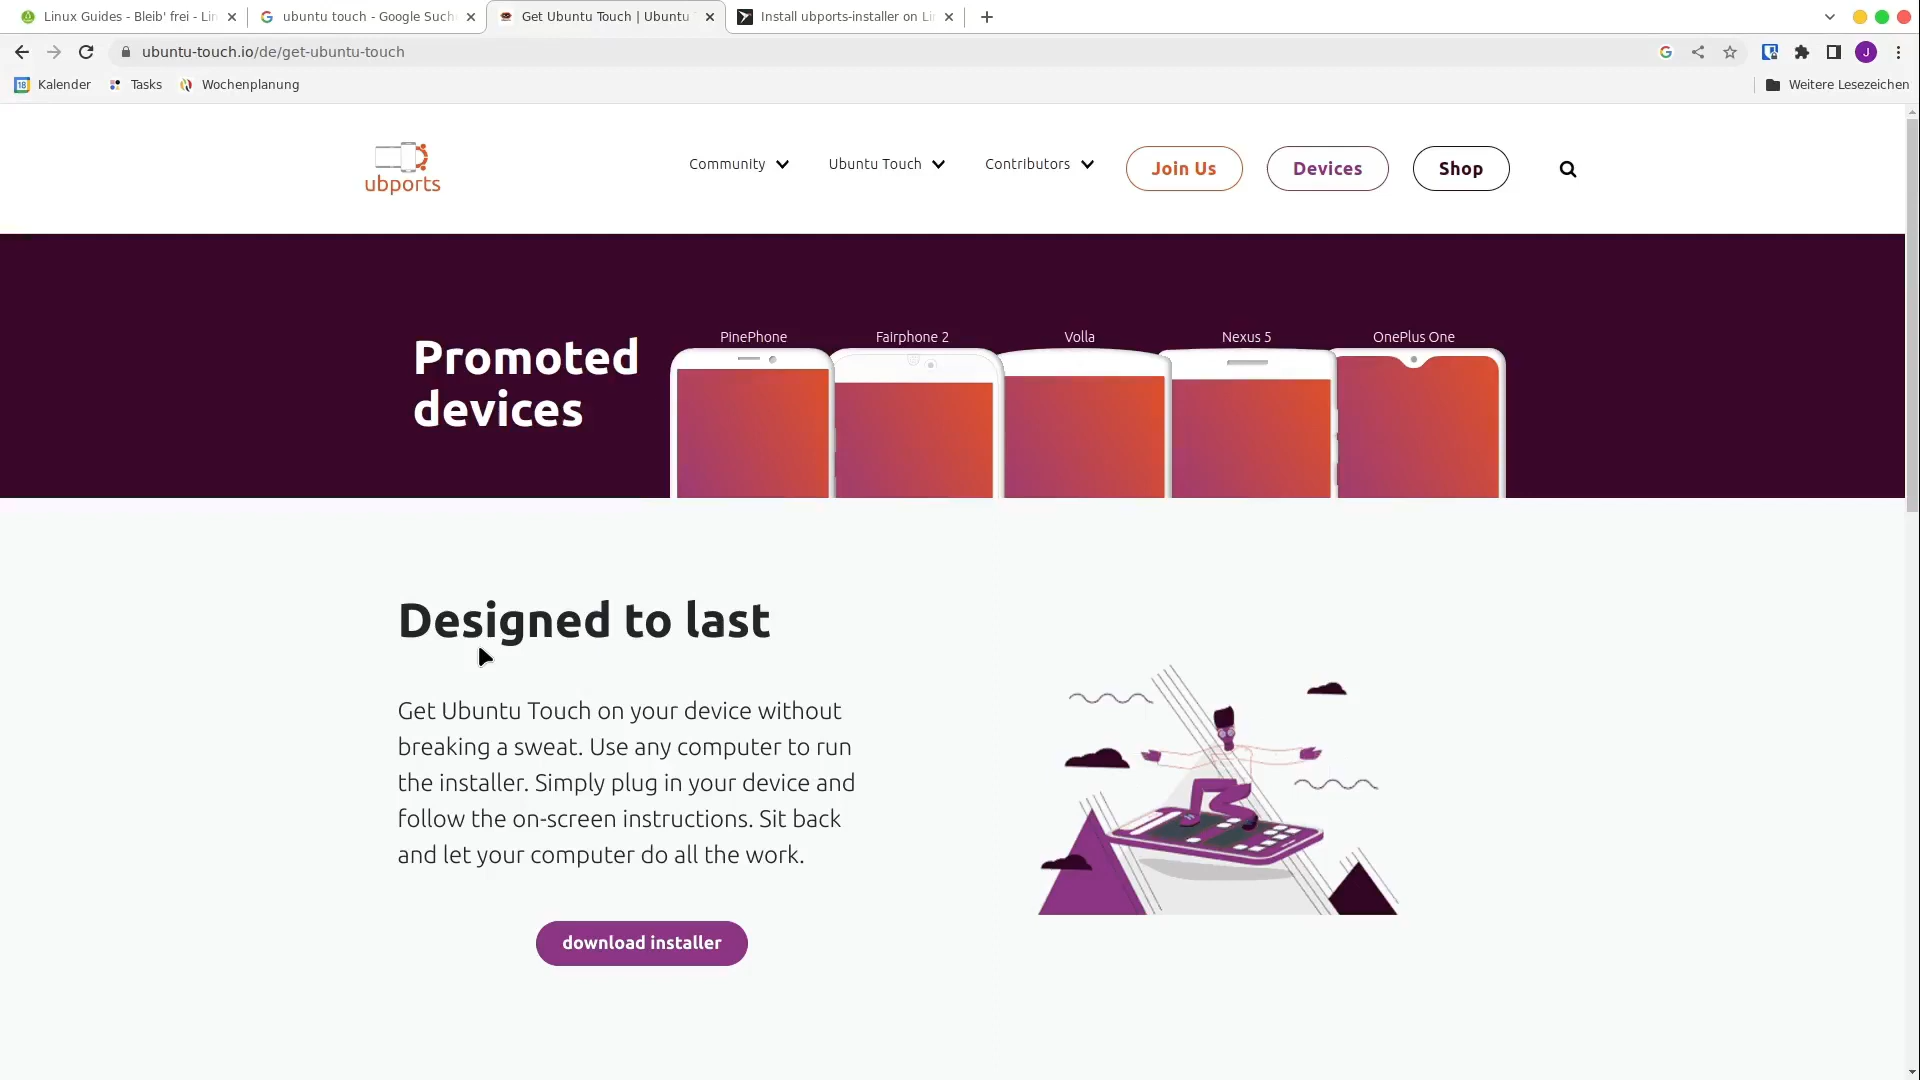 Linux Guides - Bleib' frei - Lin
ubuntu touch - Google Such
Get Ubuntu Touch | Ubuntu
Install ubports-installer on Li
ubuntu-touch.io/de/get-ubuntu-touch
J
18
Kalender
Tasks
Wochenplanung
Weitere Lesezeichen
ubports
Community
Ubuntu Touch
Contributors
Join Us
Devices
Shop
Promoted
devices
PinePhone
Fairphone 2
Volla
Nexus 5
OnePlus One
Designed to last
Get Ubuntu Touch on your device without
breaking a sweat. Use any computer to run
the installer. Simply plug in your device and
follow the on-screen instructions. Sit back
and let your computer do all the work.
download installer